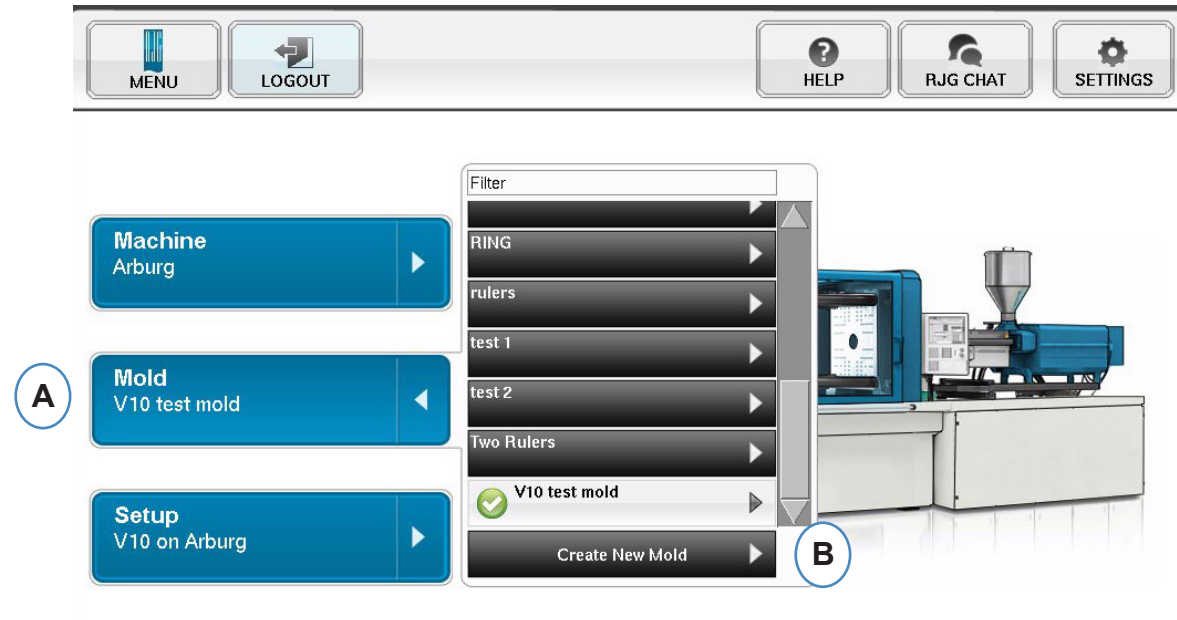 MENU
LOGOUT
HELP
RJG CHAT
SETTINGS
Filter
Machine
Arburg
RING
rulers
test 1
A
Mold
V10 test mold
test 2
Two Rulers
V10 test mold
Setup
V10 on Arburg
Create New Mold
B